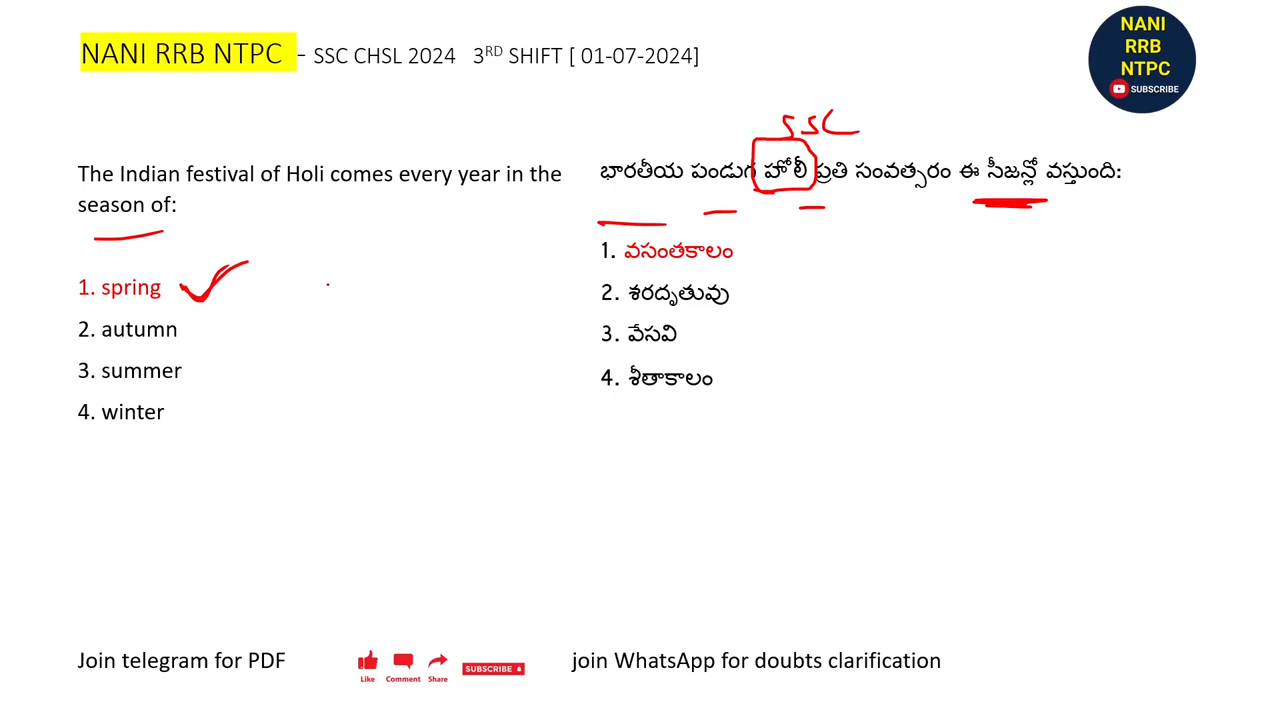 NANI RRB NTPC - SSC CHSL 2024 3RD SHIFT [ 01-07-2024]
NANI
RRB
NTPC
SUBSCRIBE
SSC
The Indian festival of Holi comes every year in the
season of:
1. spring
2. autumn
3. summer
4. winter
భారతీయ పండుగ హోలీ ప్రతి సంవత్సరం ఈ సీజన్లో వస్తుంది:
1. వసంతకాలం
2. శరదృతువు
3. వేసవి
4. శీతాకాలం
Join telegram for PDF
Like
Comment
Share
SUBSCRIBE
join WhatsApp for doubts clarification